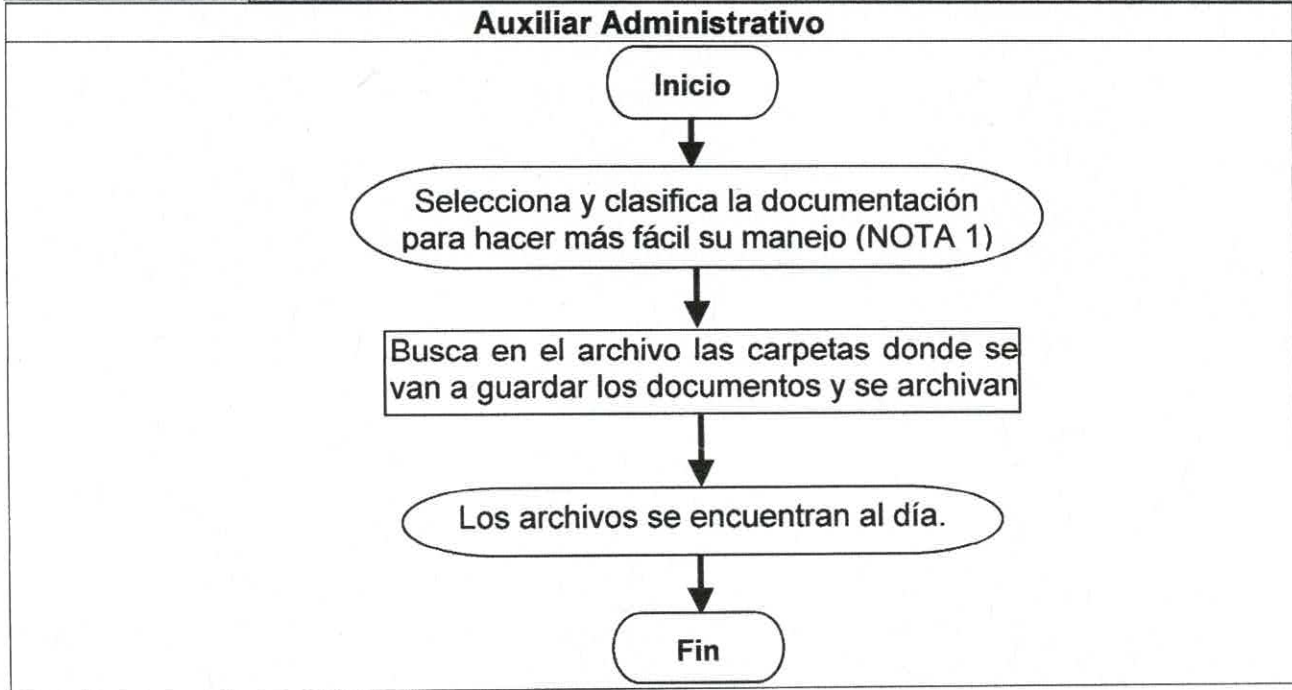 Auxiliar Administrativo
Inicio
Selecciona y clasifica la documentación
para hacer más fácil su manejo (NOTA 1)
Busca en el archivo las carpetas donde se
van a guardar los documentos y se archivan
Los archivos se encuentran al día.
Fin